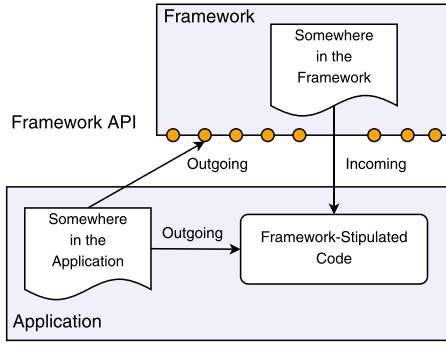 Framework
Somewhere
in the
Framework
Framework API
Outgoing
Incoming
Somewhere
in the
Application
Outgoing
Framework-Stipulated
Code
Application